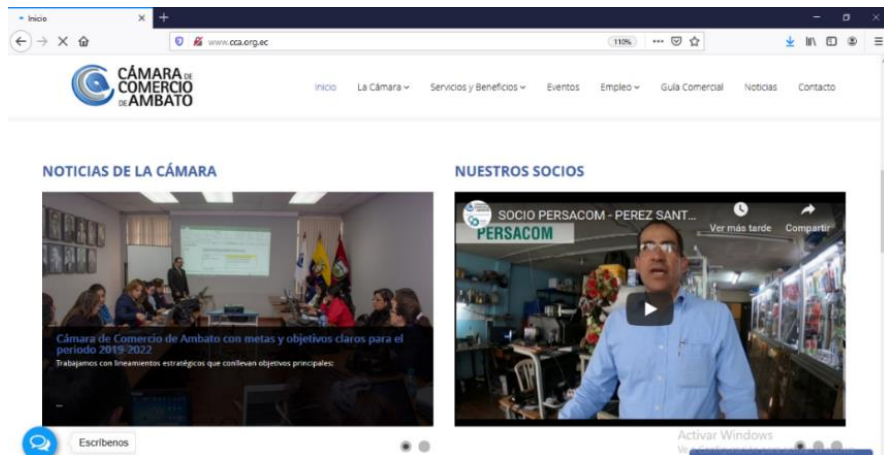 Inicio
www.cca.org.ec
110%
CÁMARA DE
COMERCIO
DE AMBATO
Inicio La Cámara Servicios y Beneficios Eventos Empleo Guía Comercial Noticias Contacto
NOTICIAS DE LA CÁMARA
Cámara de Comercio de Ambato con metas y objetivos claros para el
periodo 2019-2022
Trabajamos con lineamientos estratégicos que conllevan objetivos principales:
...
NUESTROS SOCIOS
SOCIO PERSACOM - PEREZ SANT...
Ver más tarde Compartir
PERSACOM
Escríbenos
Activar Windows